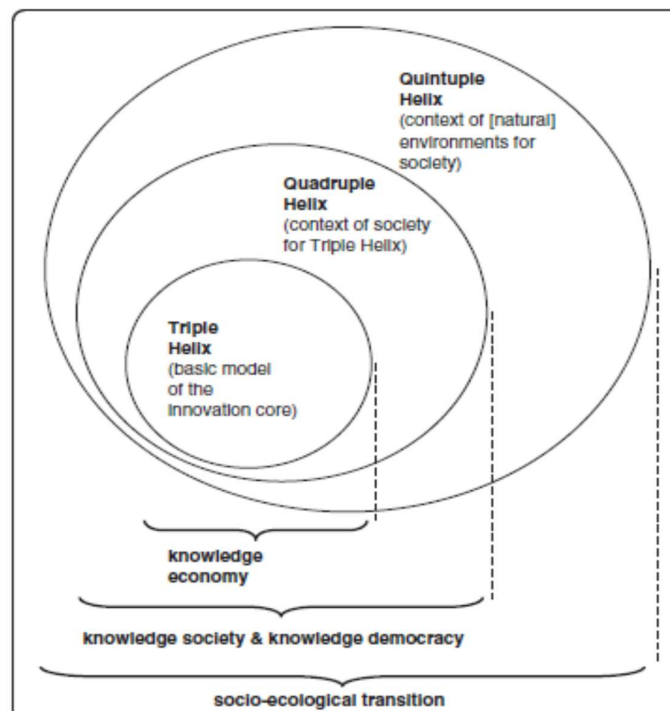 Quintuple
Helix
(context of [natural]
environments for
society)
Quadruple
Helix
(context of society
for Triple Helix)
Triple
Helix
(basic model
of the
innovation core)
knowledge
economy
knowledge society & knowledge democracy
socio-ecological transition